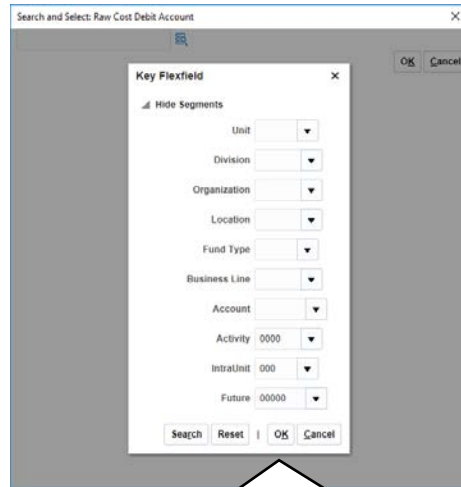 Search and Select: Raw Cost Debit Account
OK Cancel
Key Flexfield
Hide Segments
Unit
Division
Organization
Location
Fund Type
Business Line
Account
Activity 0000
IntraUnit 000
Future 00000
Search Reset | OK Cancel